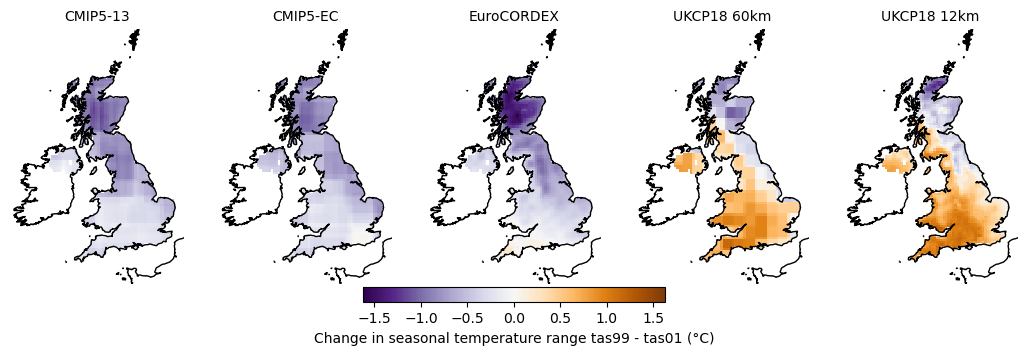 CMIP5-13 CMIP5-EC EuroCORDEX UKCP18 60km UKCP18 12km
−1.5 −1.0 −0.5 0.0 0.5 1.0 1.5
Change in seasonal temperature range tas99 - tas01 (°C)